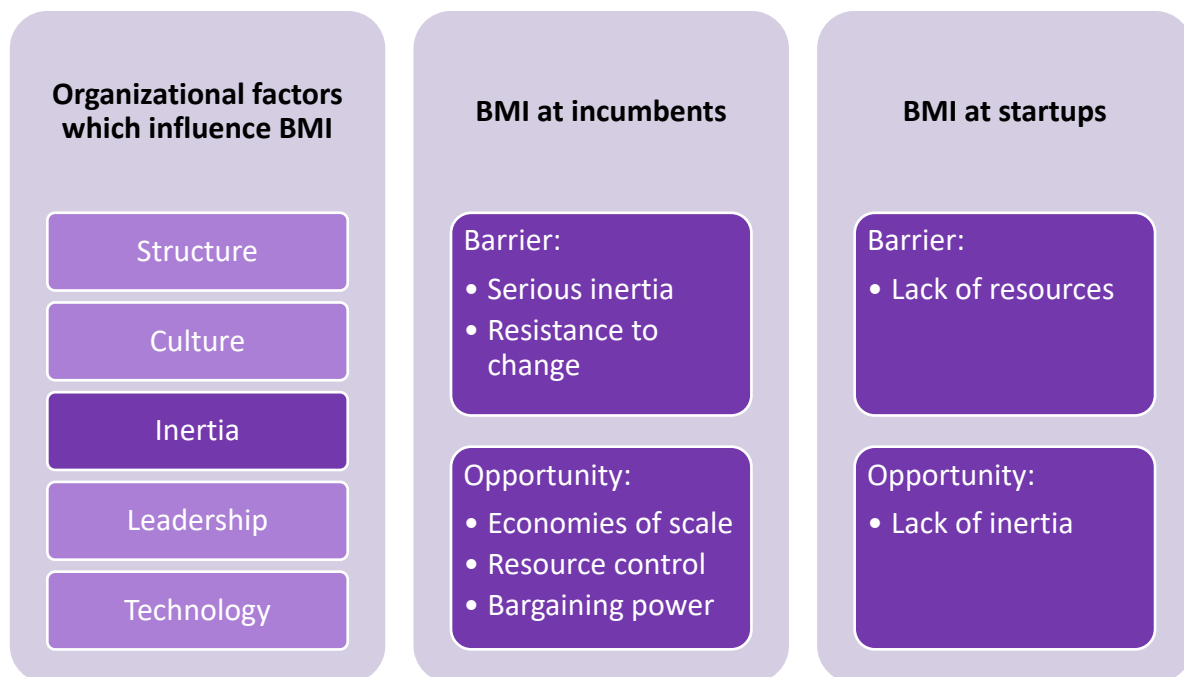 Organizational factors
which influence BMI
Structure
Culture
Inertia
Leadership
Technology
BMI at incumbents
Barrier:
• Serious inertia
• Resistance to
change
Opportunity:
• Economies of scale
• Resource control
• Bargaining power
BMI at startups
Barrier:
• Lack of resources
Opportunity:
• Lack of inertia